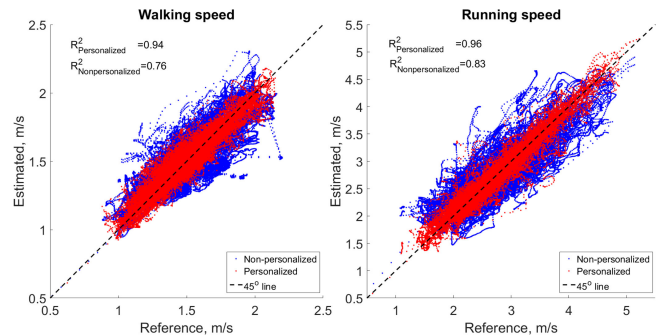 Walking speed
R²Personalized =0.94
R²Nonpersonalized=0.76
Estimated, m/s
2.5
2
1.5
1
0.5
0.5
1
1.5
2
2.5
Reference, m/s
Non-personalized
Personalized
45° line
Running speed
R²Personalized =0.96
R²Nonpersonalized=0.83
Estimated, m/s
5.5
5
4.5
4
3.5
3
2.5
2
1.5
0.5
1
2
3
4
5
Reference, m/s
Non-personalized
Personalized
45° line